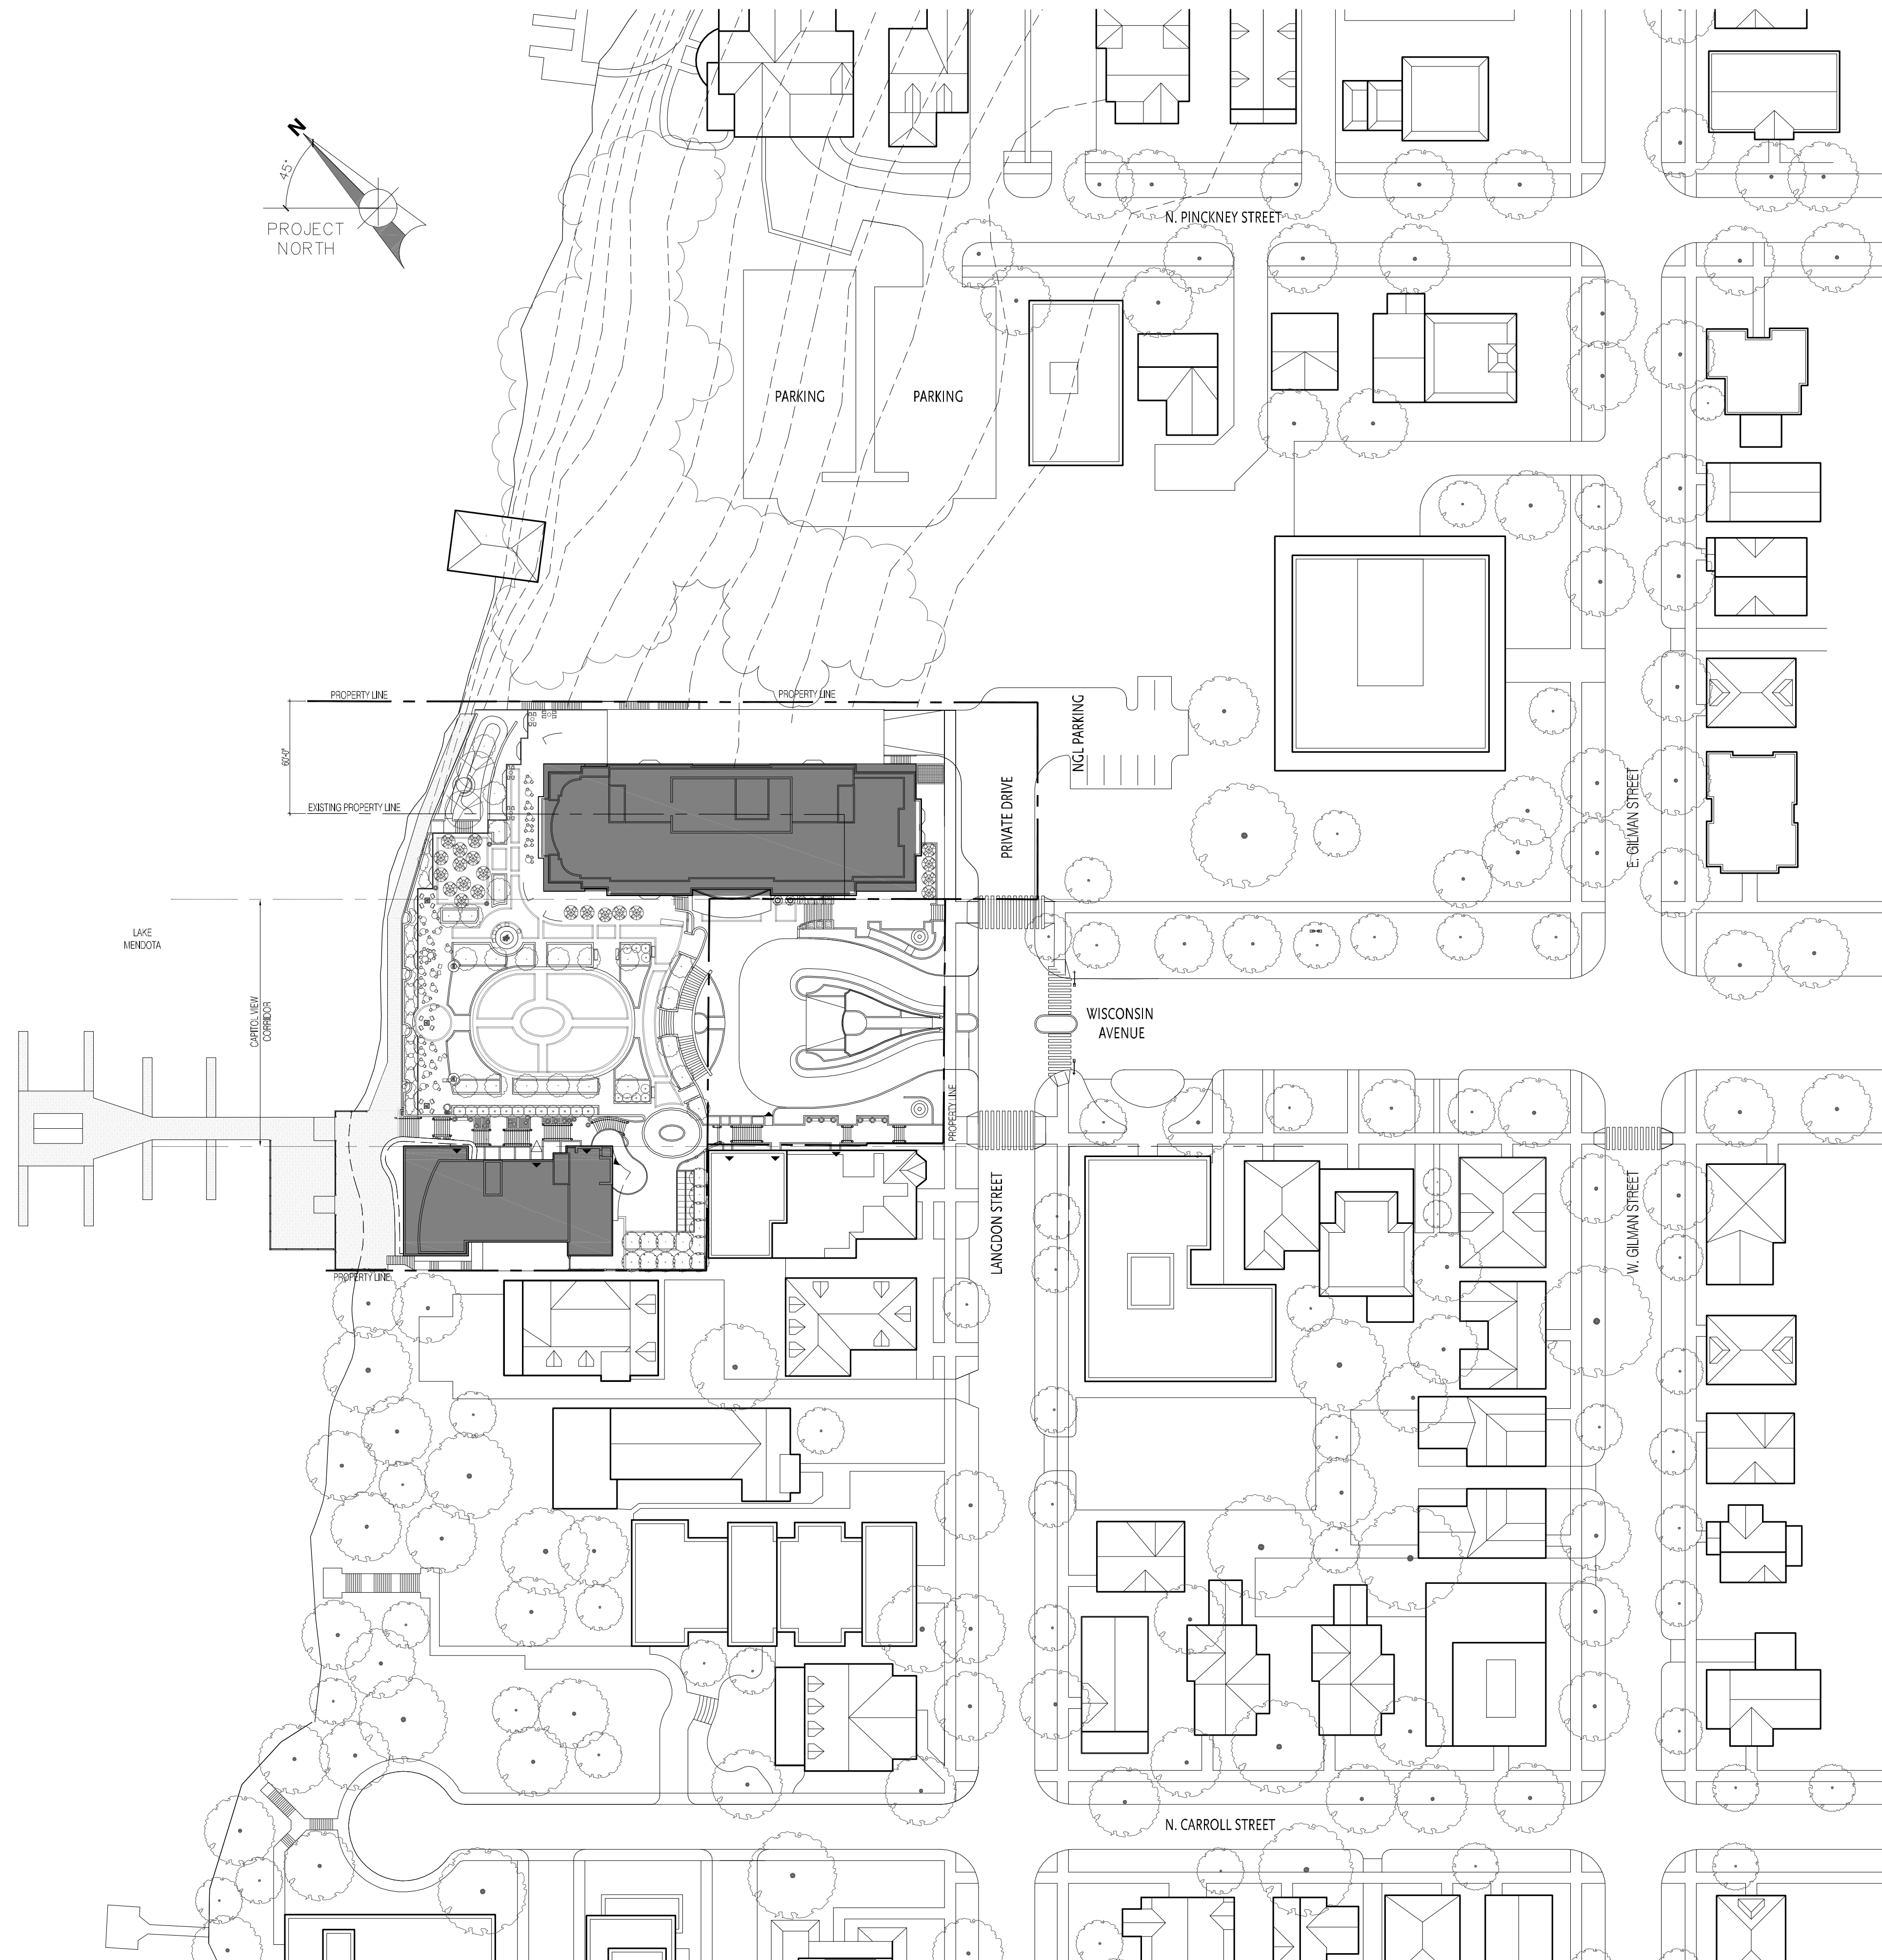 N
45°
PROJECT
NORTH
N. PINCKNEY STREET
PARKING
PARKING
PROPERTY LINE
PROPERTY LINE
NGL PARKING
60'-0"
EXISTING PROPERTY LINE
PRIVATE DRIVE
E. GILMAN STREET
LAKE
MENDOTA
CAPITOL VIEW
CORRIDOR
WISCONSIN
AVENUE
PROPERTY LINE
LANGDON STREET
W. GILMAN STREET
PROPERTY LINE
N. CARROLL STREET